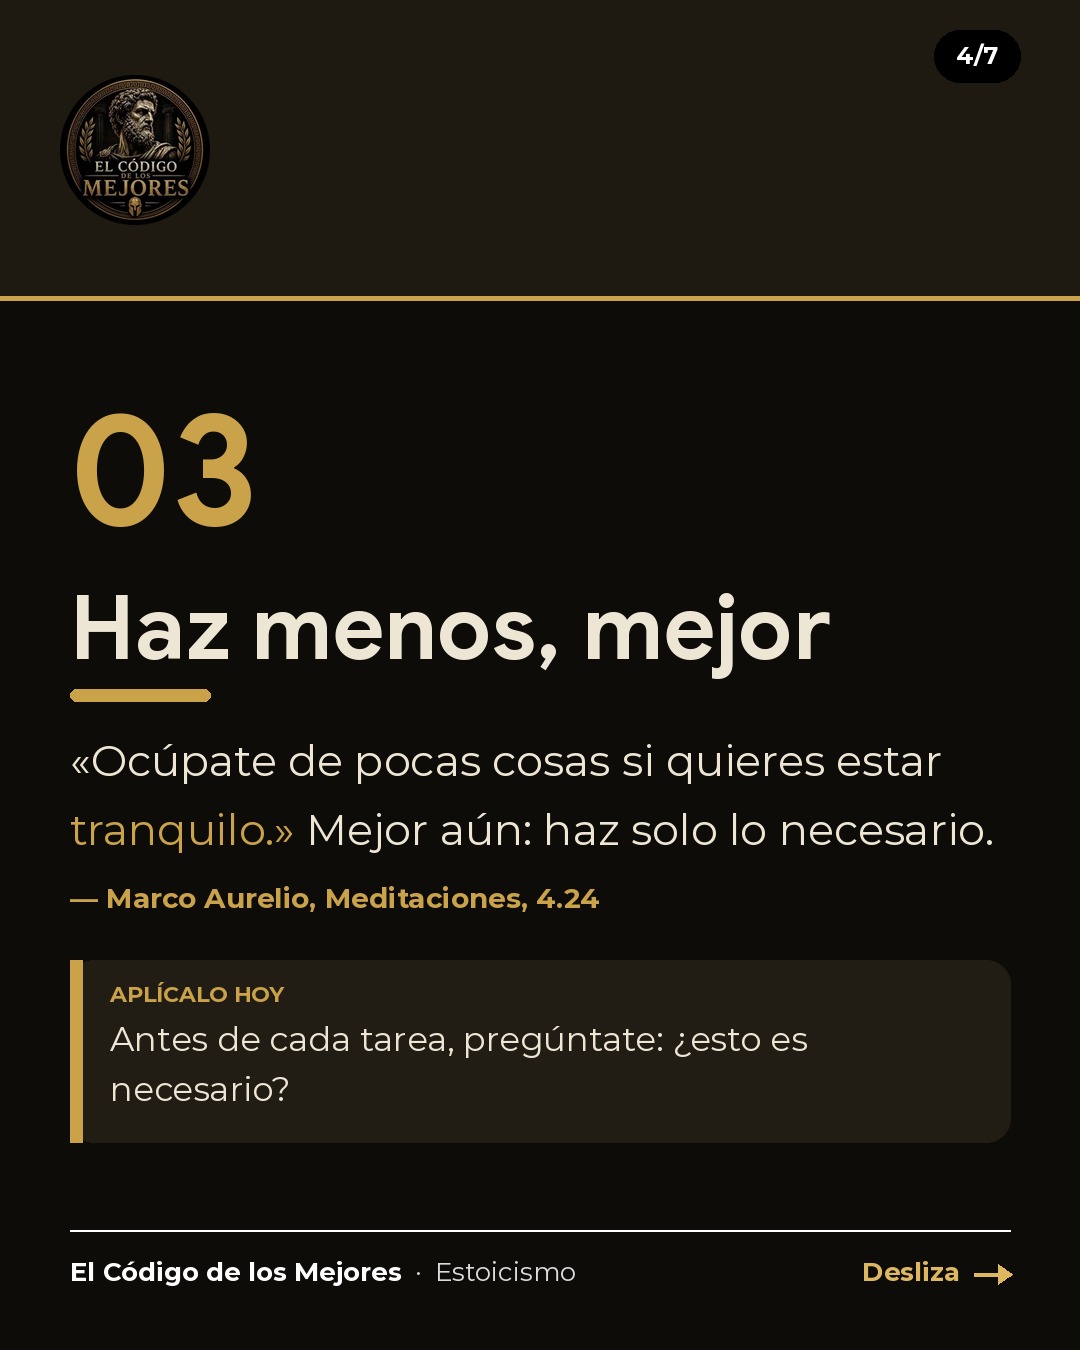 4/7
EL CÓDIGO
DE LOS
MEJORES
03
Haz menos, mejor
«Ocúpate de pocas cosas si quieres estar
tranquilo.» Mejor aún: haz solo lo necesario.
— Marco Aurelio, Meditaciones, 4.24
APLÍCALO HOY
Antes de cada tarea, pregúntate: ¿esto es
necesario?
El Código de los Mejores · Estoicismo
Desliza